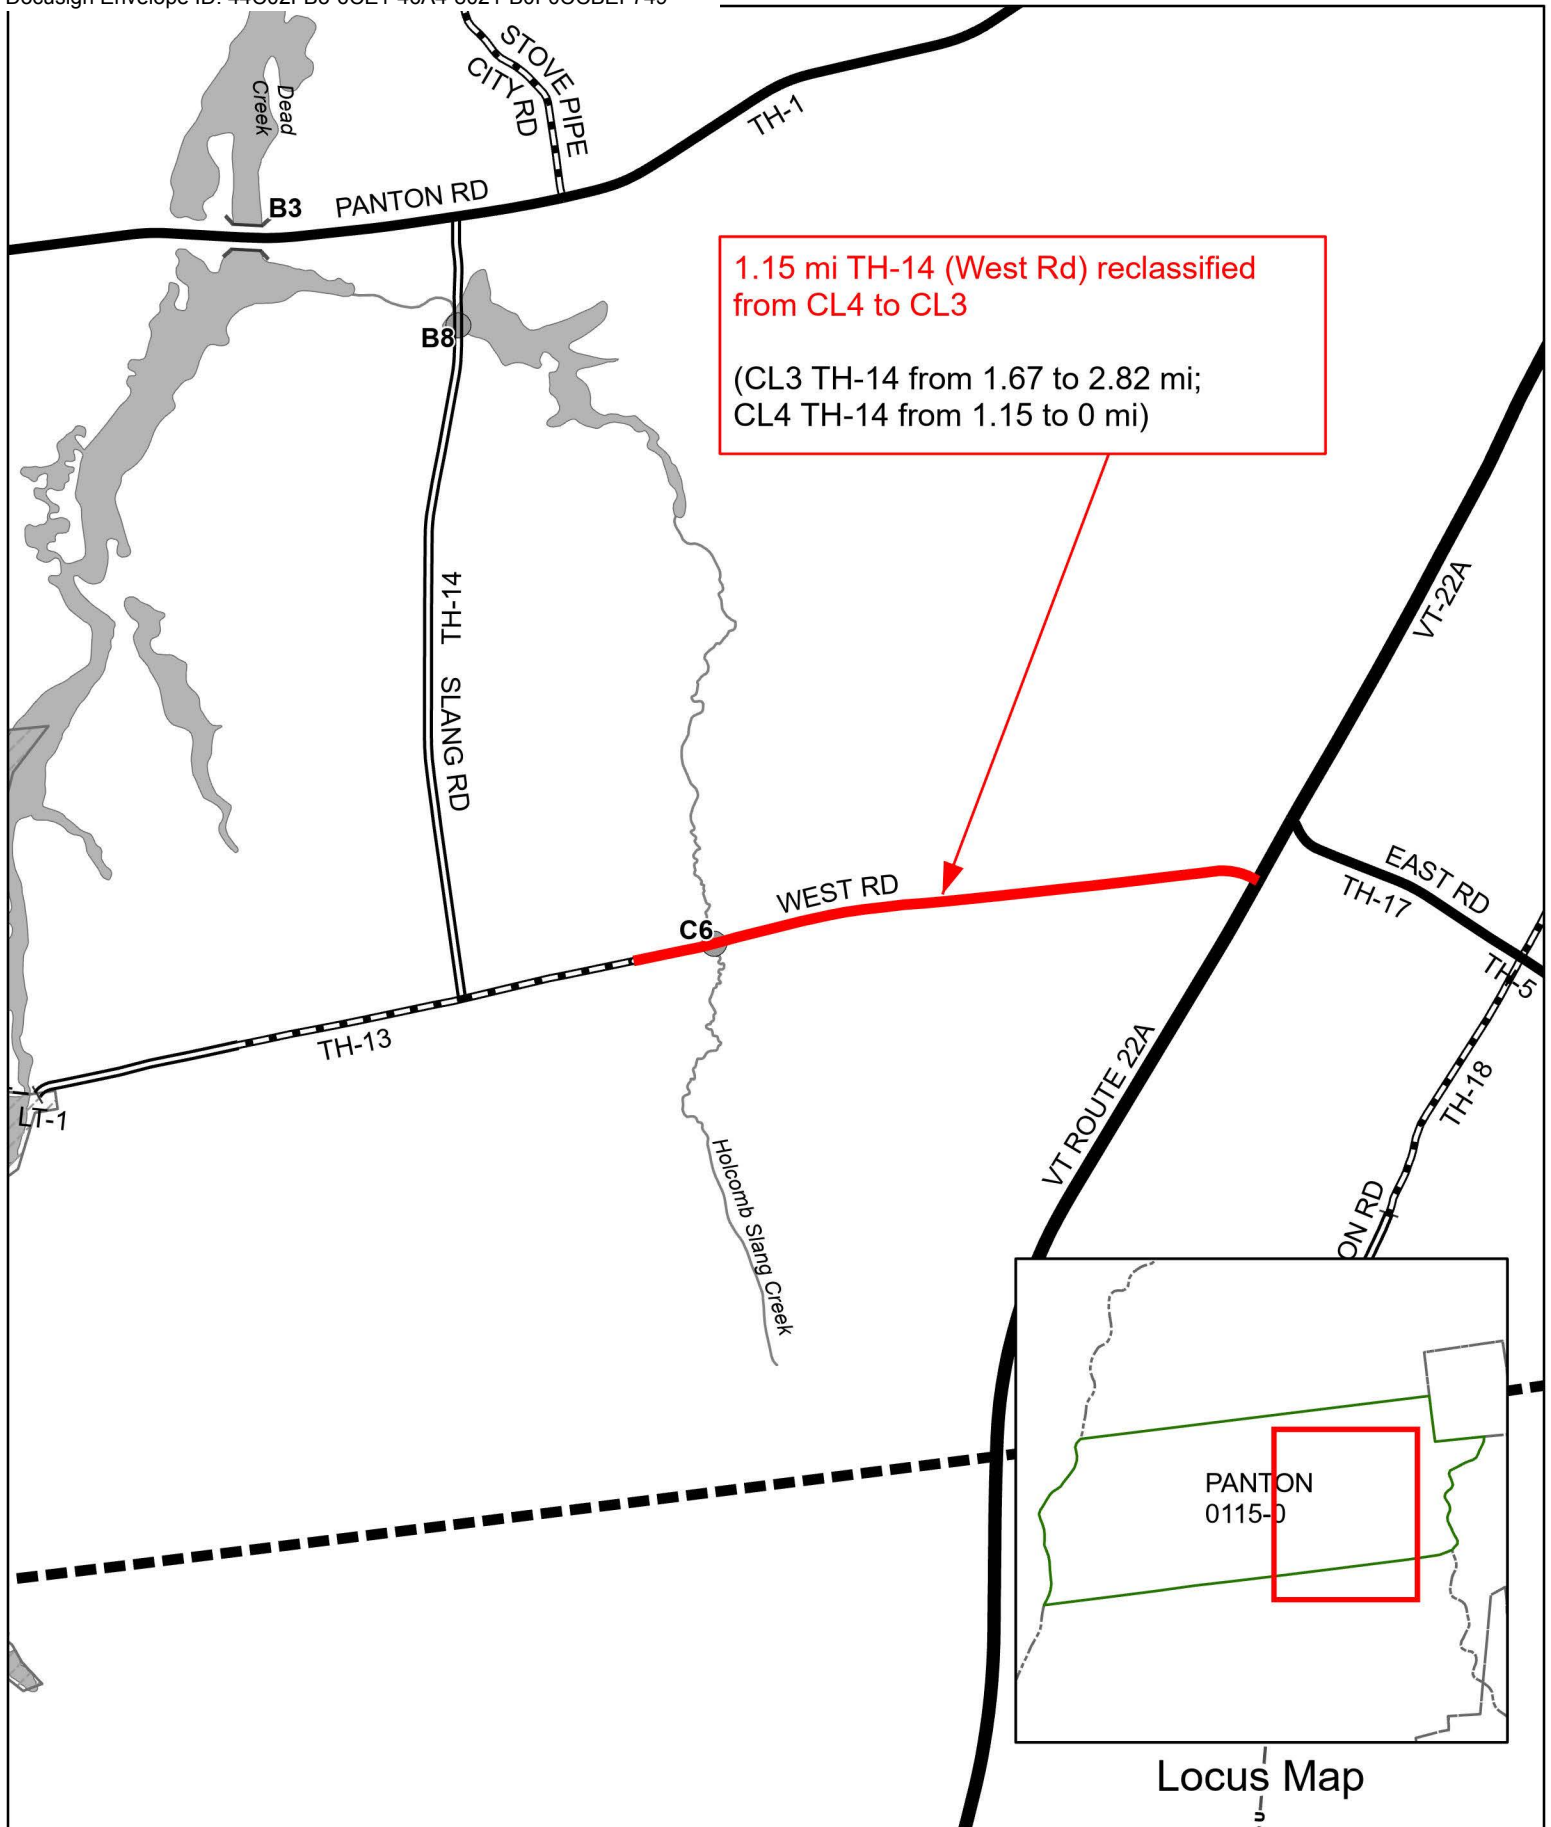 Dead
Creek
STOVE PIPE
CITY RD
TH-1
B3
PANTON RD
1.15 mi TH-14 (West Rd) reclassified
from CL4 to CL3
(CL3 TH-14 from 1.67 to 2.82 mi;
CL4 TH-14 from 1.15 to 0 mi)
B8
TH-14
SLANG RD
VT-22A
WEST RD
EAST RD
TH-17
C6
TH-5
TH-13
LT-1
VT ROUTE 22A
TH-18
Holcomb Slang Creek
ON RD
PANTON
0115-0
Locus Map